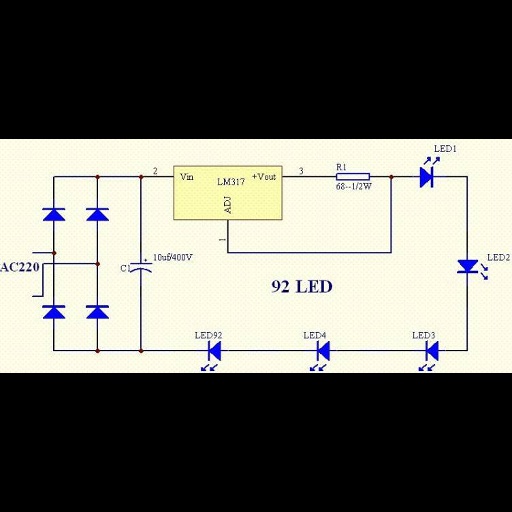 LED1
R1
2
Vin
LM317
+Vout
3
68--1/2W
ADJ
1
AC220
C1
+
10uf/400V
LED2
92 LED
LED92
LED4
LED3